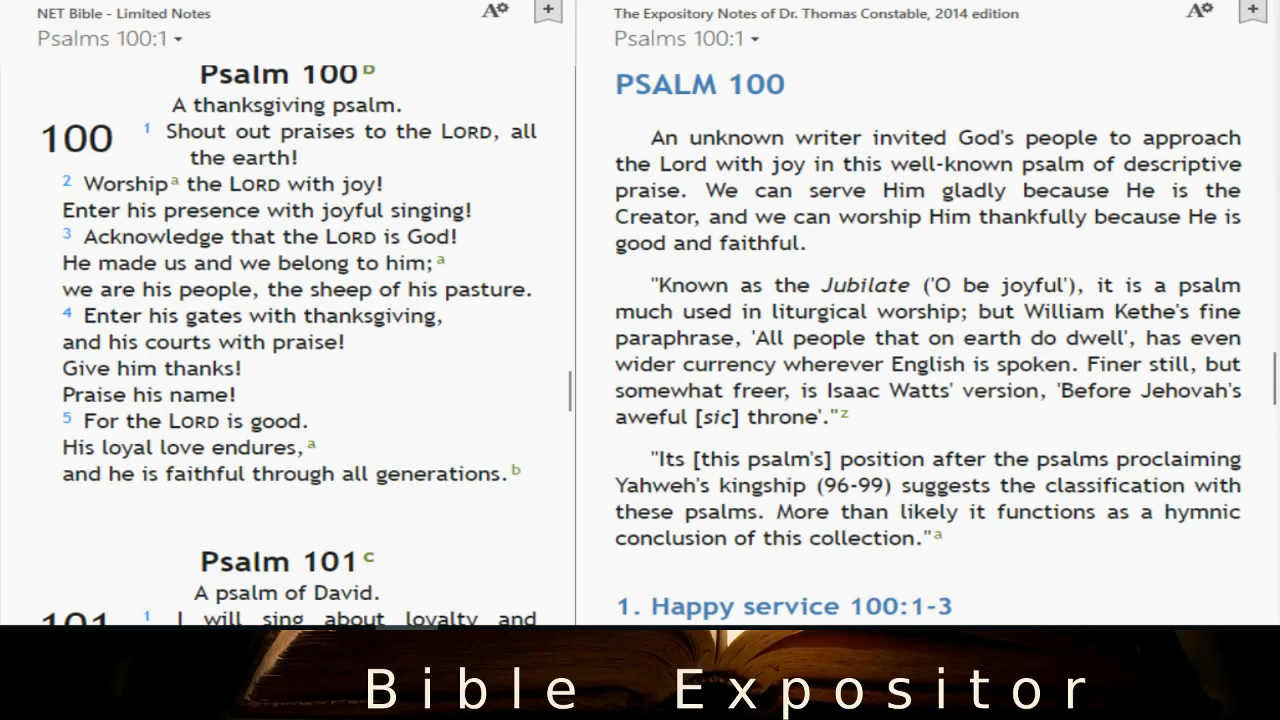 NET Bible - Limited Notes
Psalms 100:1
Psalm 100 b
A thanksgiving psalm.
100 1 Shout out praises to the LORD, all
the earth!
2 Worship a the LORD with joy!
Enter his presence with joyful singing!
3 Acknowledge that the LORD is God!
He made us and we belong to him; a
we are his people, the sheep of his pasture.
4 Enter his gates with thanksgiving,
and his courts with praise!
Give him thanks!
Praise his name!
5 For the LORD is good.
His loyal love endures, a
and he is faithful through all generations. b
Psalm 101 c
A psalm of David.
101 1 I will sing about loyalty and
The Expository Notes of Dr. Thomas Constable, 2014 edition
Psalms 100:1
PSALM 100
An unknown writer invited God's people to approach
the Lord with joy in this well-known psalm of descriptive
praise. We can serve Him gladly because He is the
Creator, and we can worship Him thankfully because He is
good and faithful.
"Known as the Jubilate ('O be joyful'), it is a psalm
much used in liturgical worship; but William Kethe's fine
paraphrase, 'All people that on earth do dwell', has even
wider currency wherever English is spoken. Finer still, but
somewhat freer, is Isaac Watts' version, 'Before Jehovah's
aweful [sic] throne'." z
"Its [this psalm's] position after the psalms proclaiming
Yahweh's kingship (96-99) suggests the classification with
these psalms. More than likely it functions as a hymnic
conclusion of this collection." a
1. Happy service 100:1-3
Bible Expositor